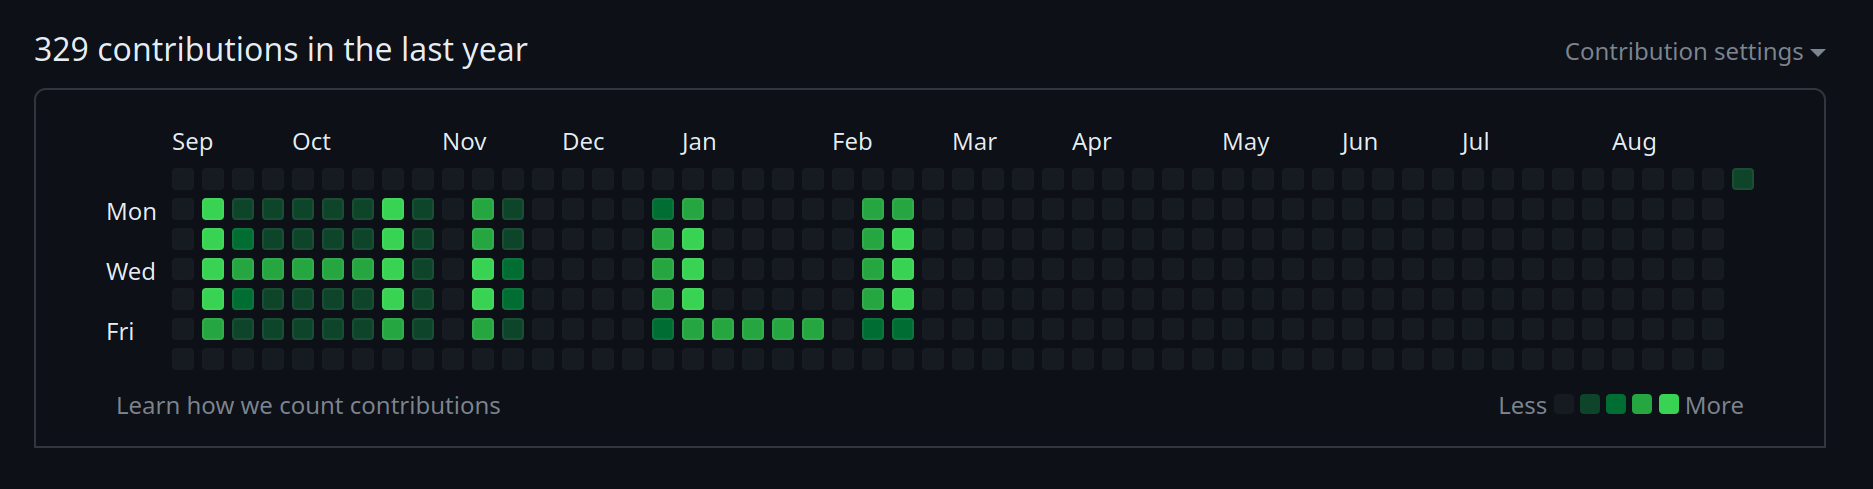 329 contributions in the last year
Contribution settings
Sep Oct Nov Dec Jan Feb Mar Apr May Jun Jul Aug
Mon
Wed
Fri
Learn how we count contributions
Less More